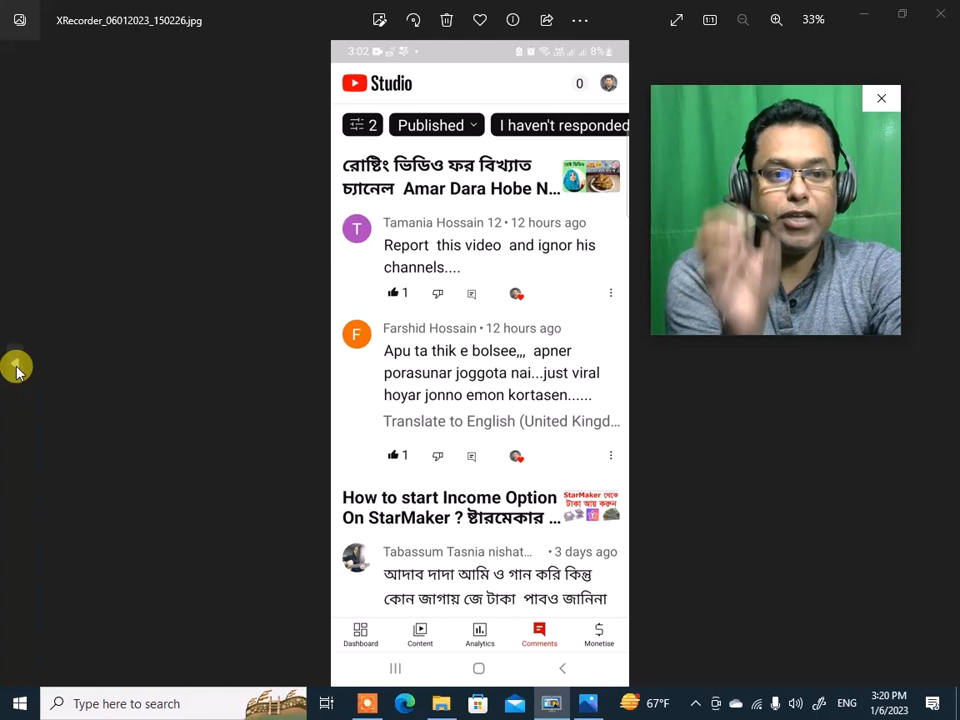 XRecorder_06012023_150226.jpg
33%
3:02
8%
Studio
0
2
Published
I haven't responded
রোস্টিং ভিডিও ফর বিখ্যাত
চ্যানেল Amar Dara Hobe N...
T
Tamania Hossain 12 • 12 hours ago
Report this video and ignor his
channels....
1
F
Farshid Hossain • 12 hours ago
Apu ta thik e bolsee,,, apner
porasunar joggota nai...just viral
hoyar jonno emon kortasen......
Translate to English (United Kingd...
1
How to start Income Option
On StarMaker ? ষ্টারমেকার ...
StarMaker থেকে
টাকা আয় করুন
Tabassum Tasnia nishat... • 3 days ago
আদাব দাদা আমি ও গান করি কিন্তু
কোন জাগায় জে টাকা পাবও জানিনা
Dashboard
Content
Analytics
Comments
Monetise
Type here to search
67°F
ENG
3:20 PM
1/6/2023